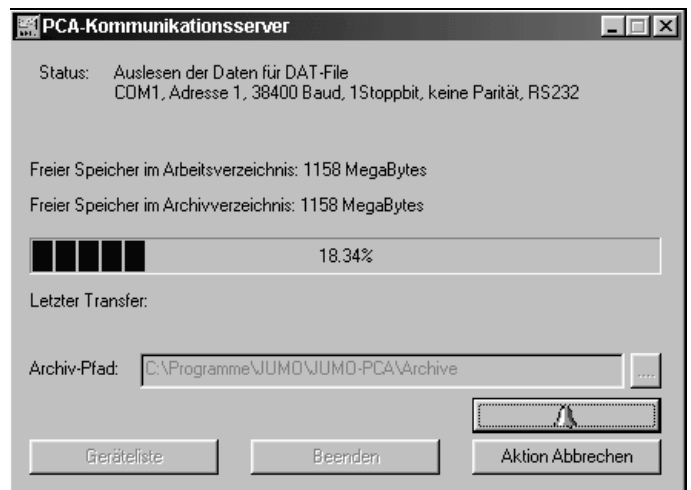 PCA-Kommunikationsserver
Status: Auslesen der Daten für DAT-File
COM1, Adresse 1, 38400 Baud, 1Stoppbit, keine Parität, RS232
Freier Speicher im Arbeitsverzeichnis: 1158 MegaBytes
Freier Speicher im Archivverzeichnis: 1158 MegaBytes
18.34%
Letzter Transfer:
Archiv-Pfad: C:\Programme\JUMO\JUMO-PCA\Archive ....
Geräteliste Beenden Aktion Abbrechen